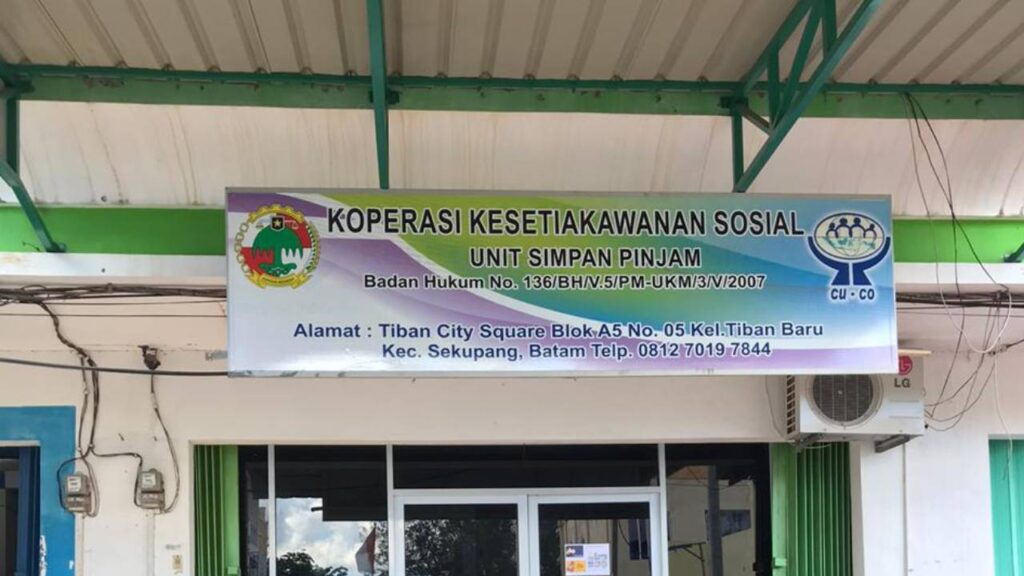 KOPERASI KESETIAKAWANAN SOSIAL
UNIT SIMPAN PINJAM
Badan Hukum No. 136/BH/V.5/PM-UKM/3/V/2007
Alamat : Tiban City Square Blok A5 No. 05 Kel.Tiban Baru
Kec. Sekupang, Batam Telp. 0812 7019 7844
CU - CO
LG